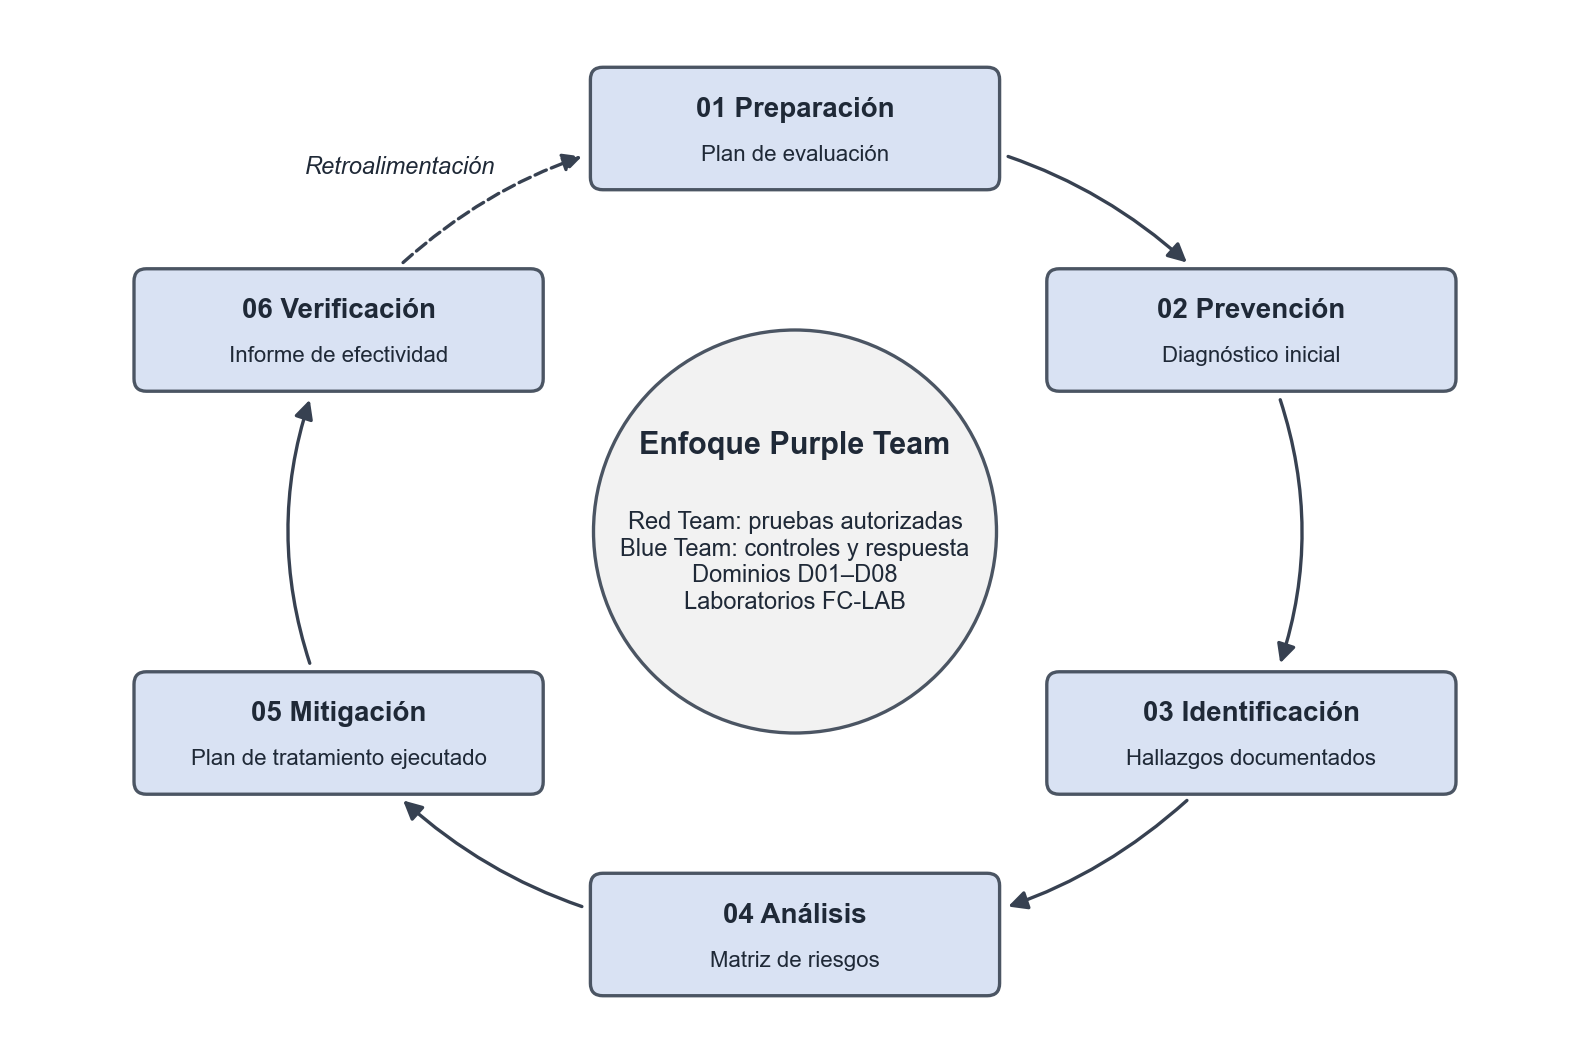 01 Preparación
Plan de evaluación
Retroalimentación
06 Verificación
Informe de efectividad
02 Prevención
Diagnóstico inicial
Enfoque Purple Team
Red Team: pruebas autorizadas
Blue Team: controles y respuesta
Dominios D01–D08
Laboratorios FC-LAB
05 Mitigación
Plan de tratamiento ejecutado
03 Identificación
Hallazgos documentados
04 Análisis
Matriz de riesgos